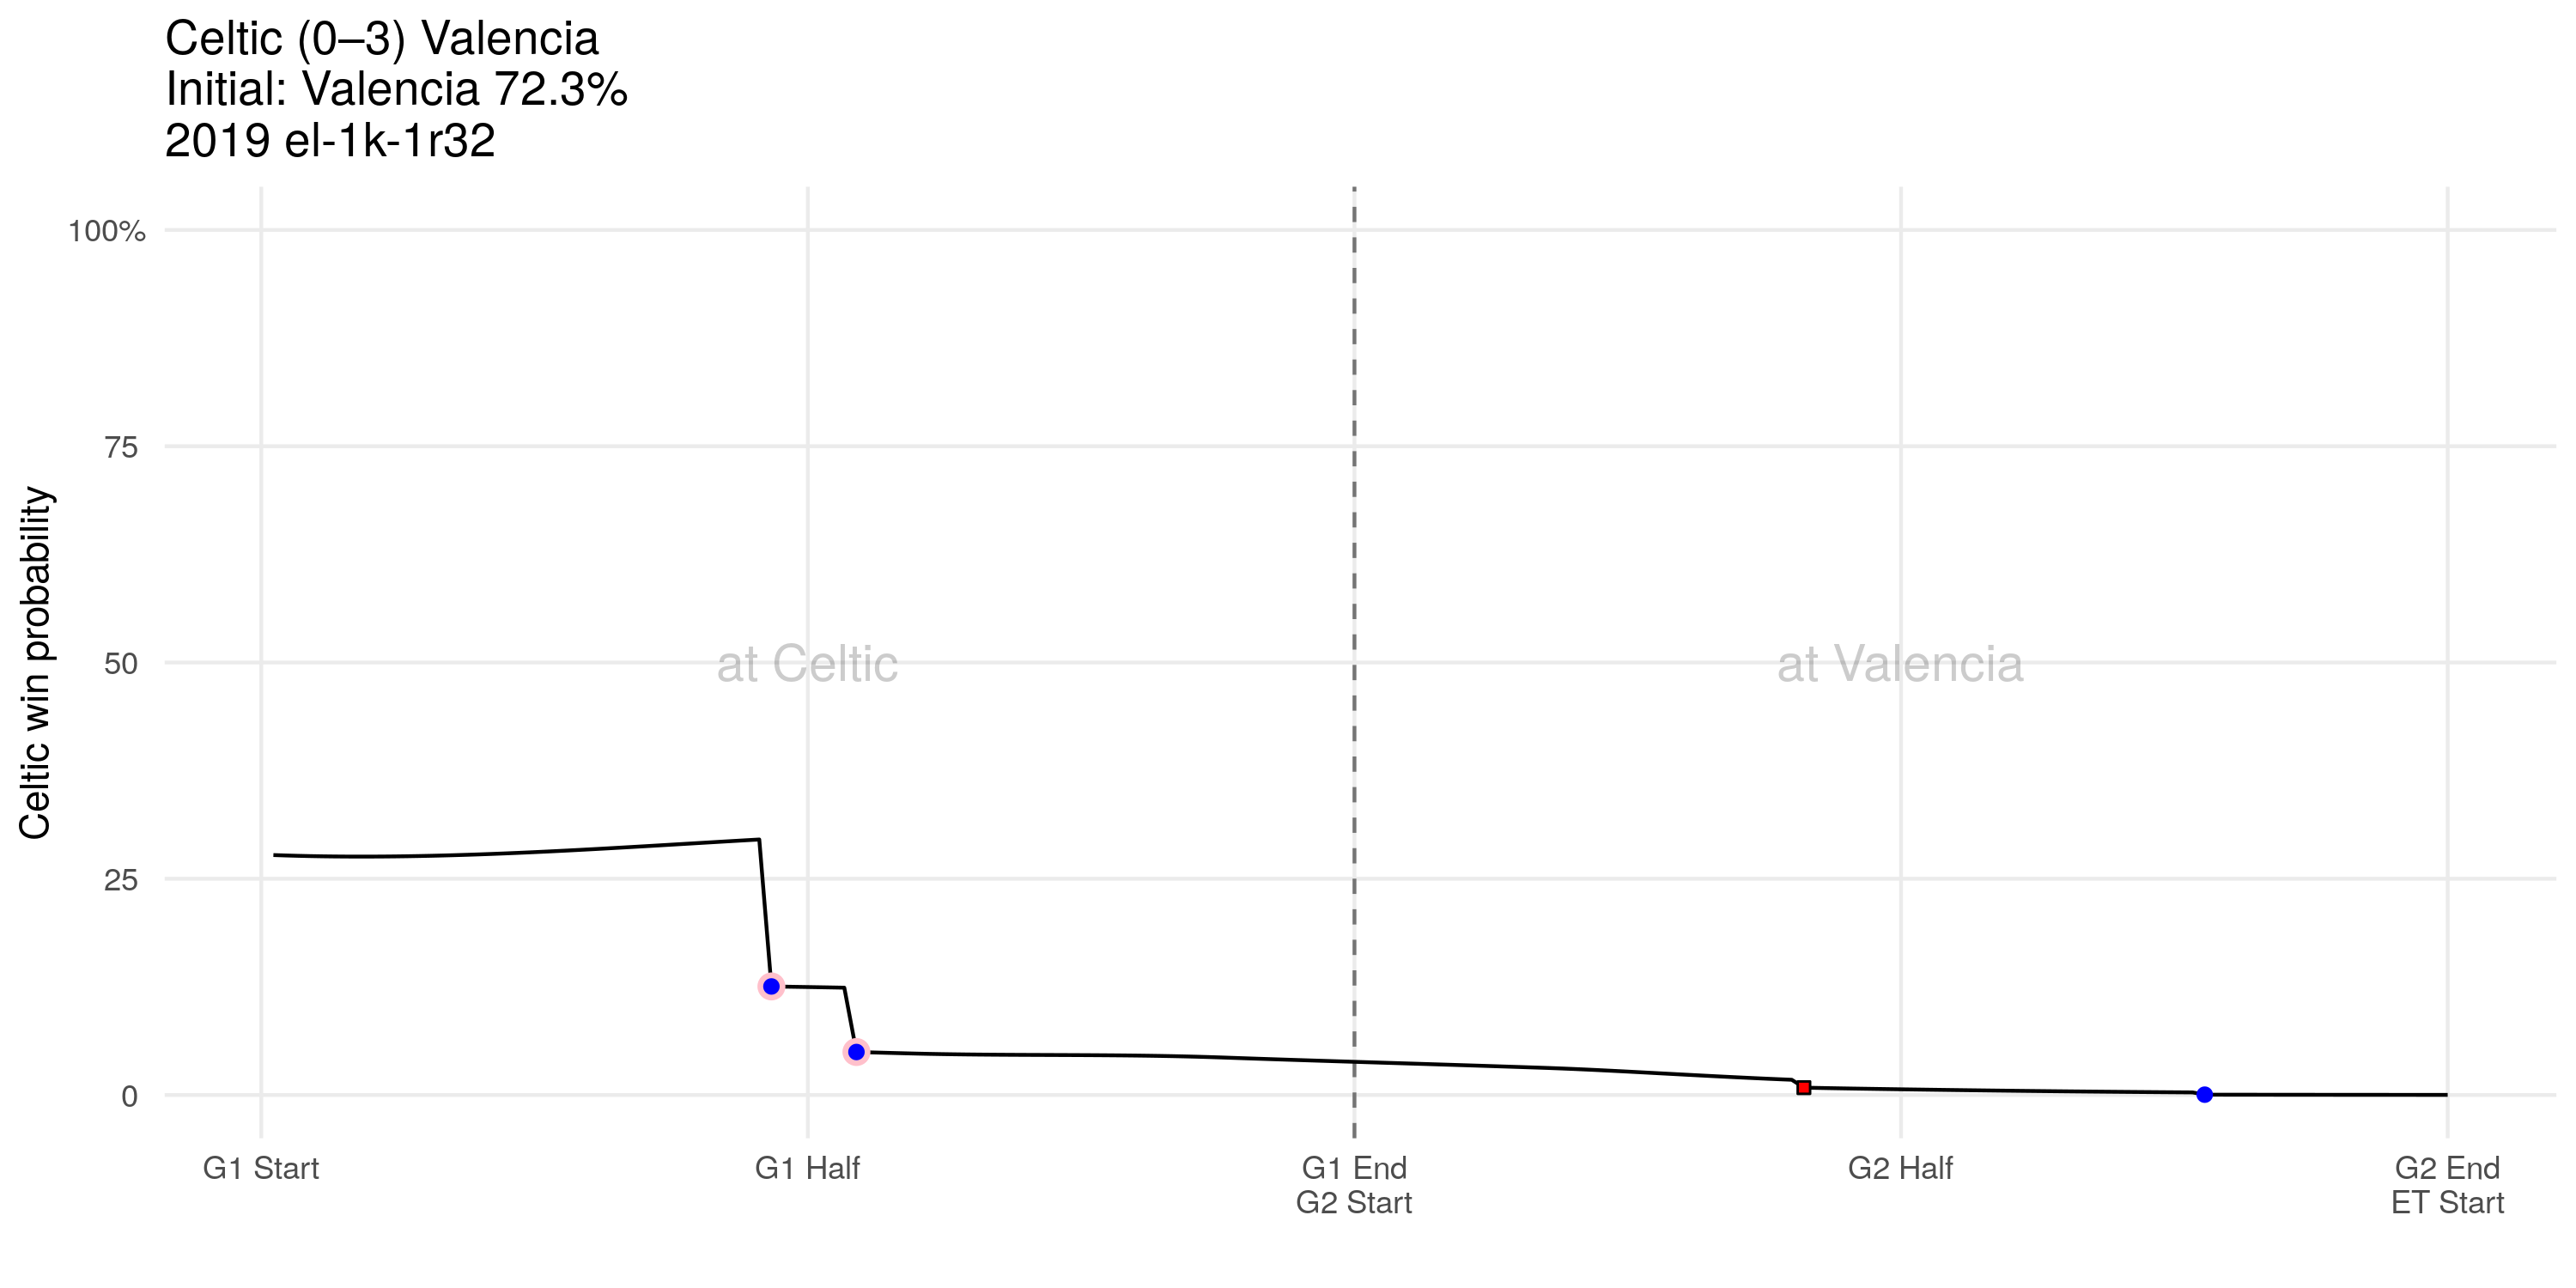 Celtic (0–3) Valencia
Initial: Valencia 72.3%
2019 el-1k-1r32
Celtic win probability
100%
75
50
25
0
at Celtic
at Valencia
G1 Start
G1 Half
G1 End
G2 Start
G2 Half
G2 End
ET Start